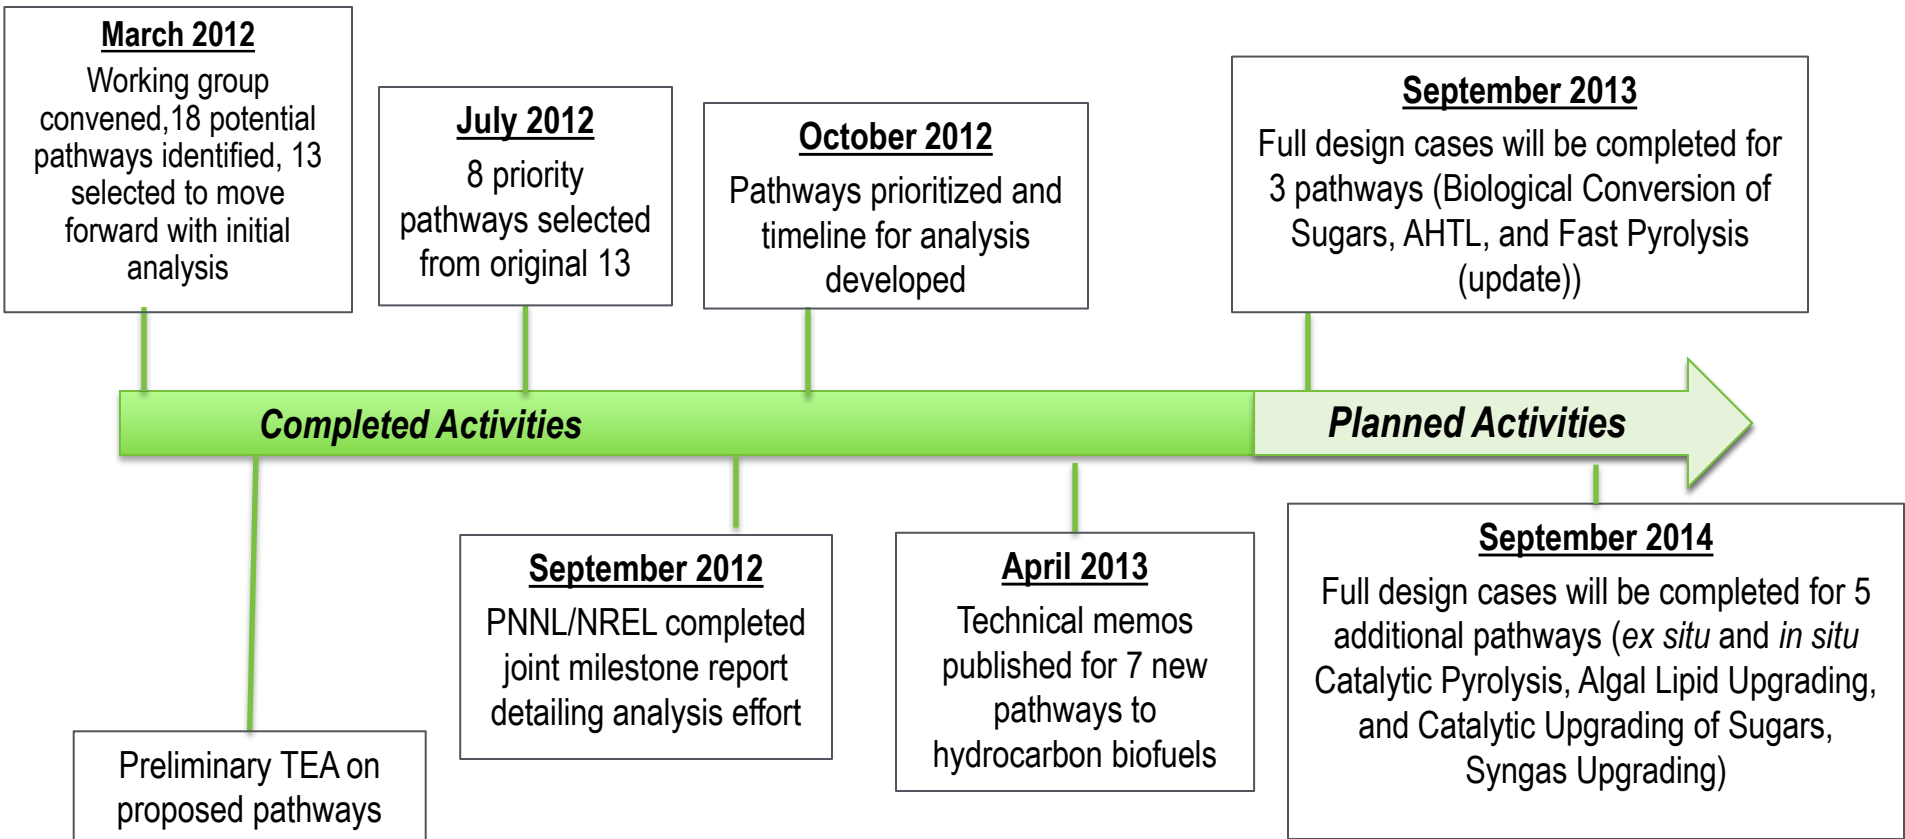 March 2012
Working group
convened,18 potential
pathways identified, 13
selected to move
forward with initial
analysis
July 2012
8 priority
pathways selected
from original 13
October 2012
Pathways prioritized and
timeline for analysis
developed
September 2013
Full design cases will be completed for
3 pathways (Biological Conversion of
Sugars, AHTL, and Fast Pyrolysis
(update))
Completed Activities
Planned Activities
Preliminary TEA on
proposed pathways
September 2012
PNNL/NREL completed
joint milestone report
detailing analysis effort
April 2013
Technical memos
published for 7 new
pathways to
hydrocarbon biofuels
September 2014
Full design cases will be completed for 5
additional pathways (ex situ and in situ
Catalytic Pyrolysis, Algal Lipid Upgrading,
and Catalytic Upgrading of Sugars,
Syngas Upgrading)